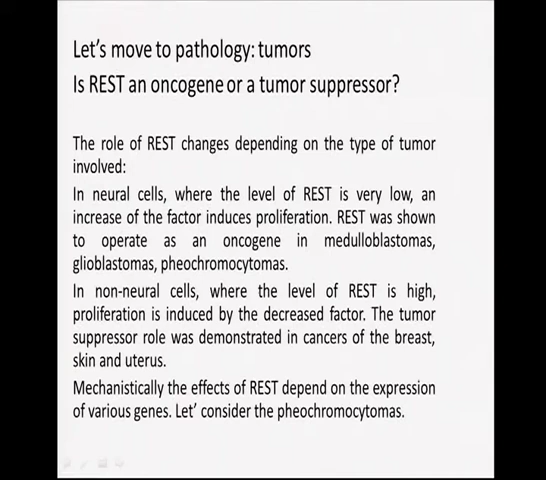 Let's move to pathology: tumors
Is REST an oncogene or a tumor suppressor?
The role of REST changes depending on the type of tumor
involved:
In neural cells, where the level of REST is very low, an
increase of the factor induces proliferation. REST was shown
to operate as an oncogene in medulloblastomas,
glioblastomas, pheochromocytomas.
In non-neural cells, where the level of REST is high,
proliferation is induced by the decreased factor. The tumor
suppressor role was demonstrated in cancers of the breast,
skin and uterus.
Mechanistically the effects of REST depend on the expression
of various genes. Let' consider the pheochromocytomas.